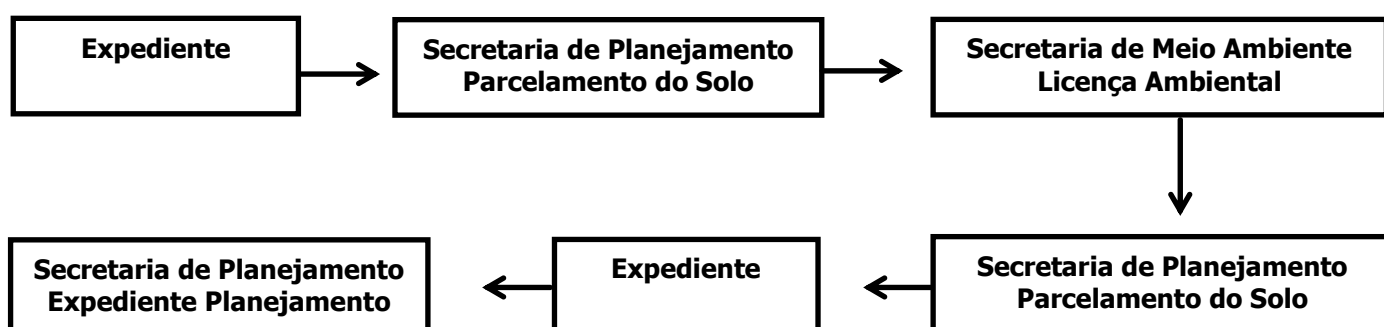 Expediente
Secretaria de Planejamento
Parcelamento do Solo
Secretaria de Meio Ambiente
Licença Ambiental
Secretaria de Planejamento
Parcelamento do Solo
Expediente
Secretaria de Planejamento
Expediente Planejamento